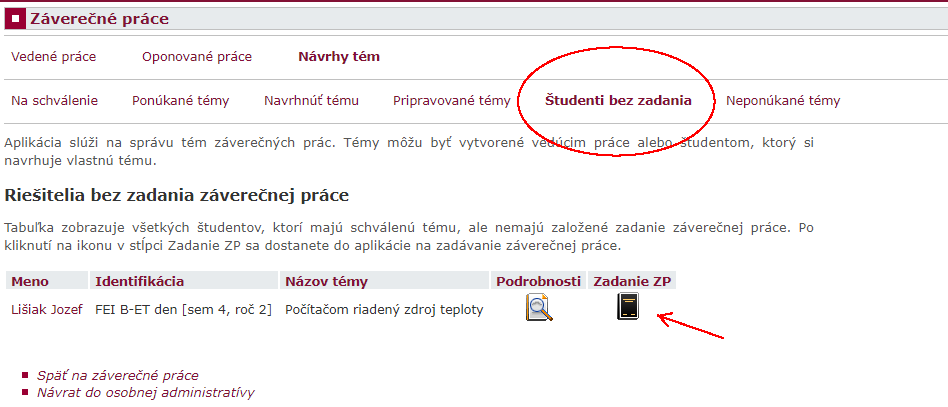 Záverečné práce
Vedené práce Oponované práce Návrhy tém
Na schválenie Ponúkané témy Navrhnúť tému Pripravované témy Študenti bez zadania Neponúkané témy
Aplikácia slúži na správu tém záverečných prác. Témy môžu byť vytvorené vedúcim práce alebo študentom, ktorý si
navrhuje vlastnú tému.
Riešitelia bez zadania záverečnej práce
Tabuľka zobrazuje všetkých študentov, ktorí majú schválenú tému, ale nemajú založené zadanie záverečnej práce. Po
kliknutí na ikonu v stĺpci Zadanie ZP sa dostanete do aplikácie na zadávanie záverečnej práce.
Meno Identifikácia Názov témy Podrobnosti Zadanie ZP
Lišiak Jozef FEI B-ET den [sem 4, roč 2] Počítačom riadený zdroj teploty
Späť na záverečné práce
Návrat do osobnej administratívy